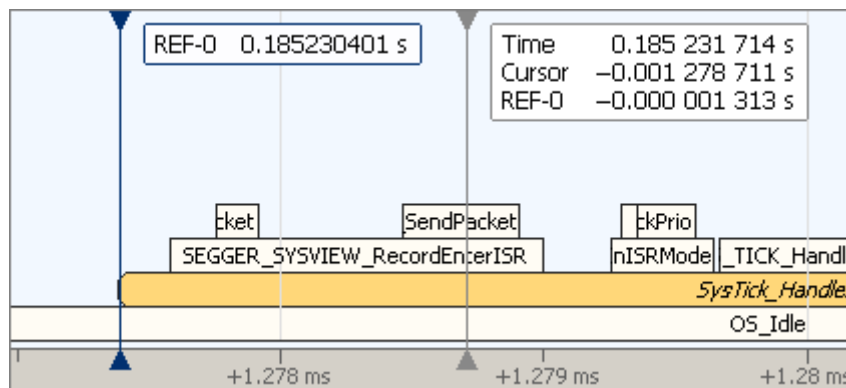 REF-0 0.185230401 s
Time 0.185 231 714 s
Cursor −0.001 278 711 s
REF-0 −0.000 001 313 s
cket
SendPacket
ckPrio
SEGGER_SYSVIEW_RecordEnterISR
nISRMode
_TICK_Handl
SysTick_Handle
OS_Idle
+1.278 ms
+1.279 ms
+1.28 ms